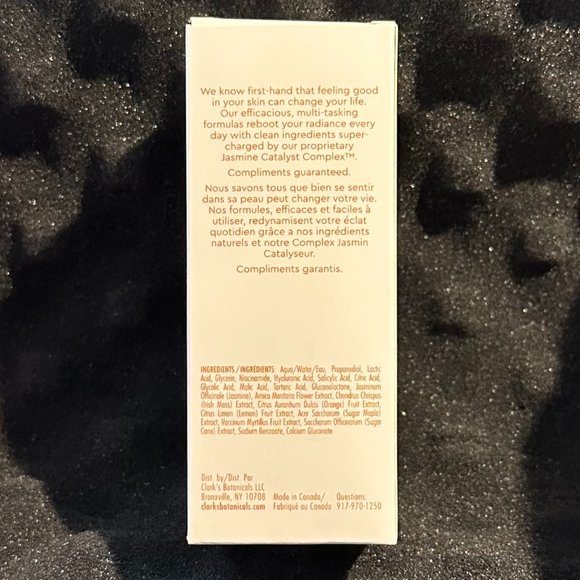 We know first-hand that feeling good
in your skin can change your life.
Our efficacious, multi-tasking
formulas reboot your radiance every
day with clean ingredients super-
charged by our proprietary
Jasmine Catalyst Complex™.
Compliments guaranteed.
Nous savons tous que bien se sentir
dans sa peau peut changer votre vie.
Nos formules, efficaces et faciles à
utiliser, redynamisent votre éclat
quotidien grâce a nos ingrédients
naturels et notre Complex Jasmin
Catalyseur.
Compliments garantis.
INGREDIENTS/INGRÉDIENTS: Aqua/Water/Eau, Propanediol, Lactic
Acid, Glycerin, Niacinamide, Hyaluronic Acid, Salicylic Acid, Citric Acid,
Glycolic Acid, Malic Acid, Tartaric Acid, Gluconolactone, Jasminum
Officinale (Jasmine), Arnica Montana Flower Extract, Chondrus Chrispus
(Irish Moss) Extract, Citrus Aurantium Dulcis (Orange) Fruit Extract,
Citrus Limon (Lemon) Fruit Extract, Acer Saccharum (Sugar Maple)
Extract, Vaccinum Myrtillus Fruit Extract, Saccharum Officinarum (Sugar
Cane) Extract, Sodium Benzoate, Calcium Gluconate
Dist. by/Dist. Par
Clark's Botanicals LLC
Bronxville, NY 10708 Made in Canada/ Questions:
clarksbotanicals.com Fabriqué au Canada 917-970-1250